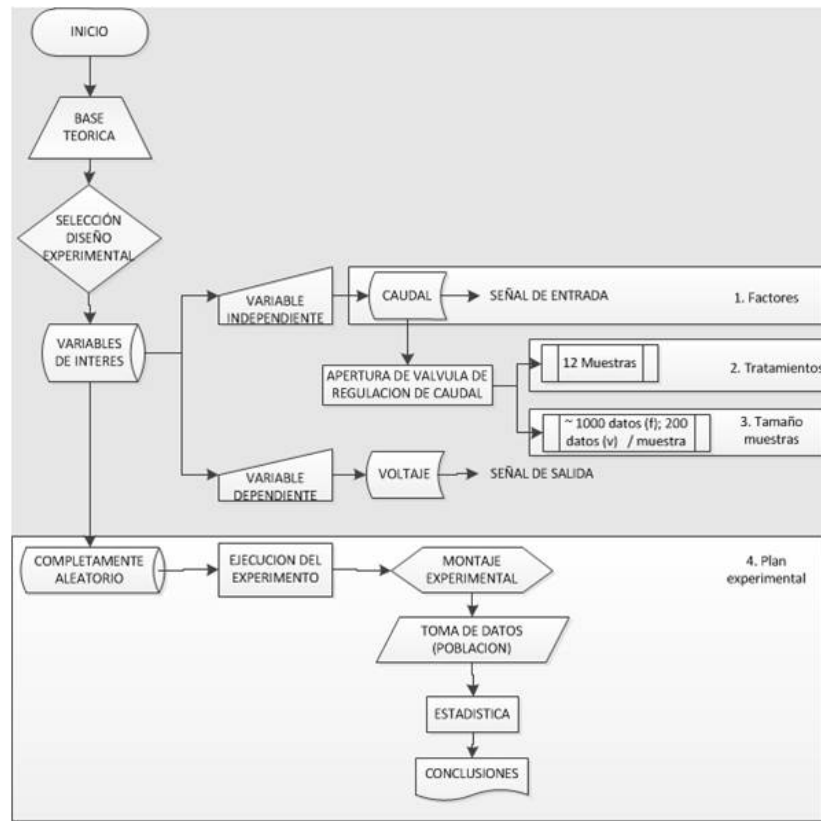 INICIO
BASE
TEORICA
SELECCIÓN
DISEÑO
EXPERIMENTAL
VARIABLES
DE INTERES
VARIABLE
INDEPENDIENTE
CAUDAL
SEÑAL DE ENTRADA
1. Factores
APERTURA DE VALVULA DE
REGULACION DE CAUDAL
12 Muestras
2. Tratamientos
~ 1000 datos (f); 200
datos (v) / muestra
3. Tamaño
muestras
VARIABLE
DEPENDIENTE
VOLTAJE
SEÑAL DE SALIDA
COMPLETAMENTE
ALEATORIO
EJECUCION DEL
EXPERIMENTO
MONTAJE
EXPERIMENTAL
4. Plan
experimental
TOMA DE DATOS
(POBLACION)
ESTADISTICA
CONCLUSIONES